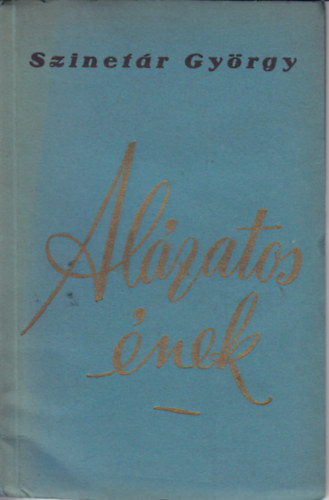 Szinetár György
Alázatos
ének